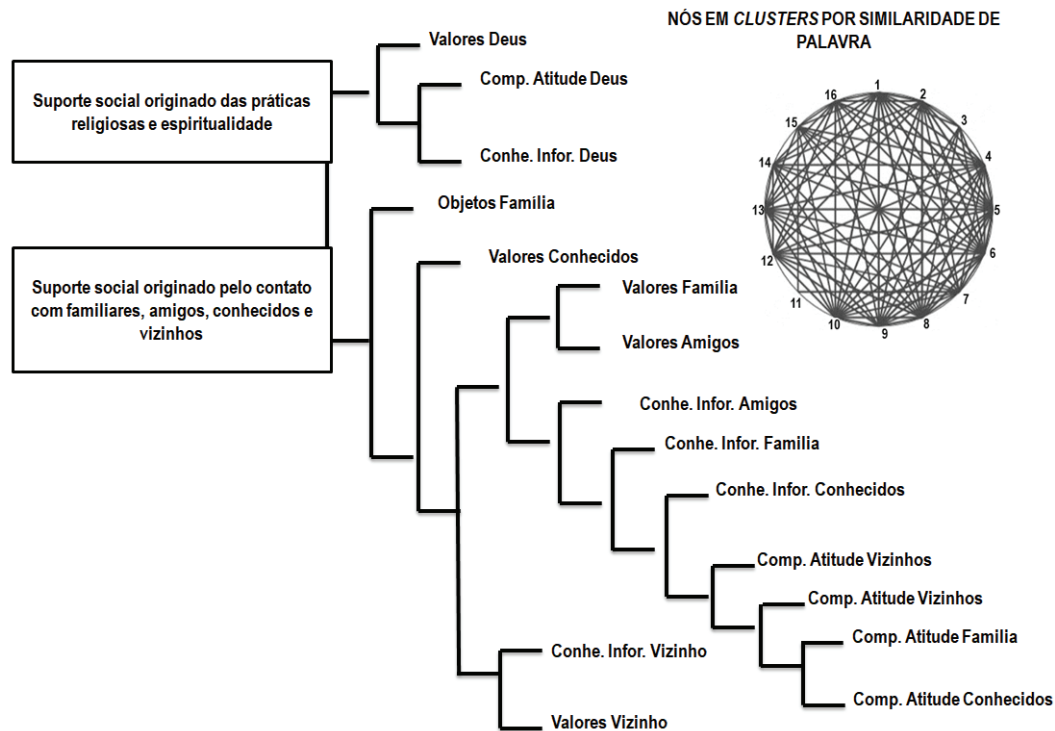 NÓS EM CLUSTERS POR SIMILARIDADE DE
PALAVRA
Suporte social originado das práticas
religiosas e espiritualidade
Suporte social originado pelo contato
com familiares, amigos, conhecidos e
vizinhos
Valores Deus
Comp. Atitude Deus
Conhe. Infor. Deus
Objetos Família
Valores Conhecidos
Valores Família
Valores Amigos
Conhe. Infor. Amigos
Conhe. Infor. Familia
Conhe. Infor. Conhecidos
Comp. Atitude Vizinhos
Comp. Atitude Vizinhos
Comp. Atitude Familia
Comp. Atitude Conhecidos
Conhe. Infor. Vizinho
Valores Vizinho
1
2
3
4
5
6
7
8
9
10
11
12
13
14
15
16